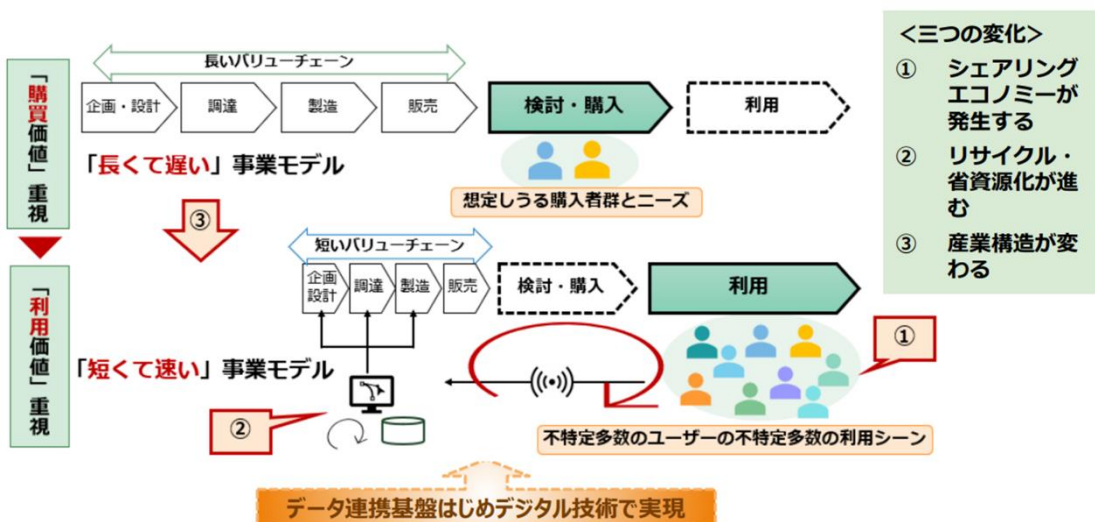 「購買価値」重視
長いバリューチェーン
企画・設計
調達
製造
販売
検討・購入
利用
「長くて遅い」事業モデル
想定しうる購入者群とニーズ
③
「利用価値」重視
短いバリューチェーン
企画
設計
調達
製造
販売
検討・購入
利用
「短くて速い」事業モデル
①
②
不特定多数のユーザーの不特定多数の利用シーン
データ連携基盤はじめデジタル技術で実現
<三つの変化>
① シェアリング
エコノミーが
発生する
② リサイクル・
省資源化が進
む
③ 産業構造が変
わる